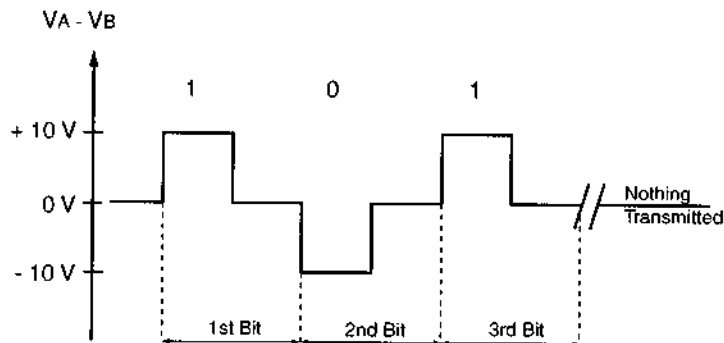 VA - VB
1 0 1
+ 10 V
0 V
Nothing
Transmitted
- 10 V
1st Bit 2nd Bit 3rd Bit